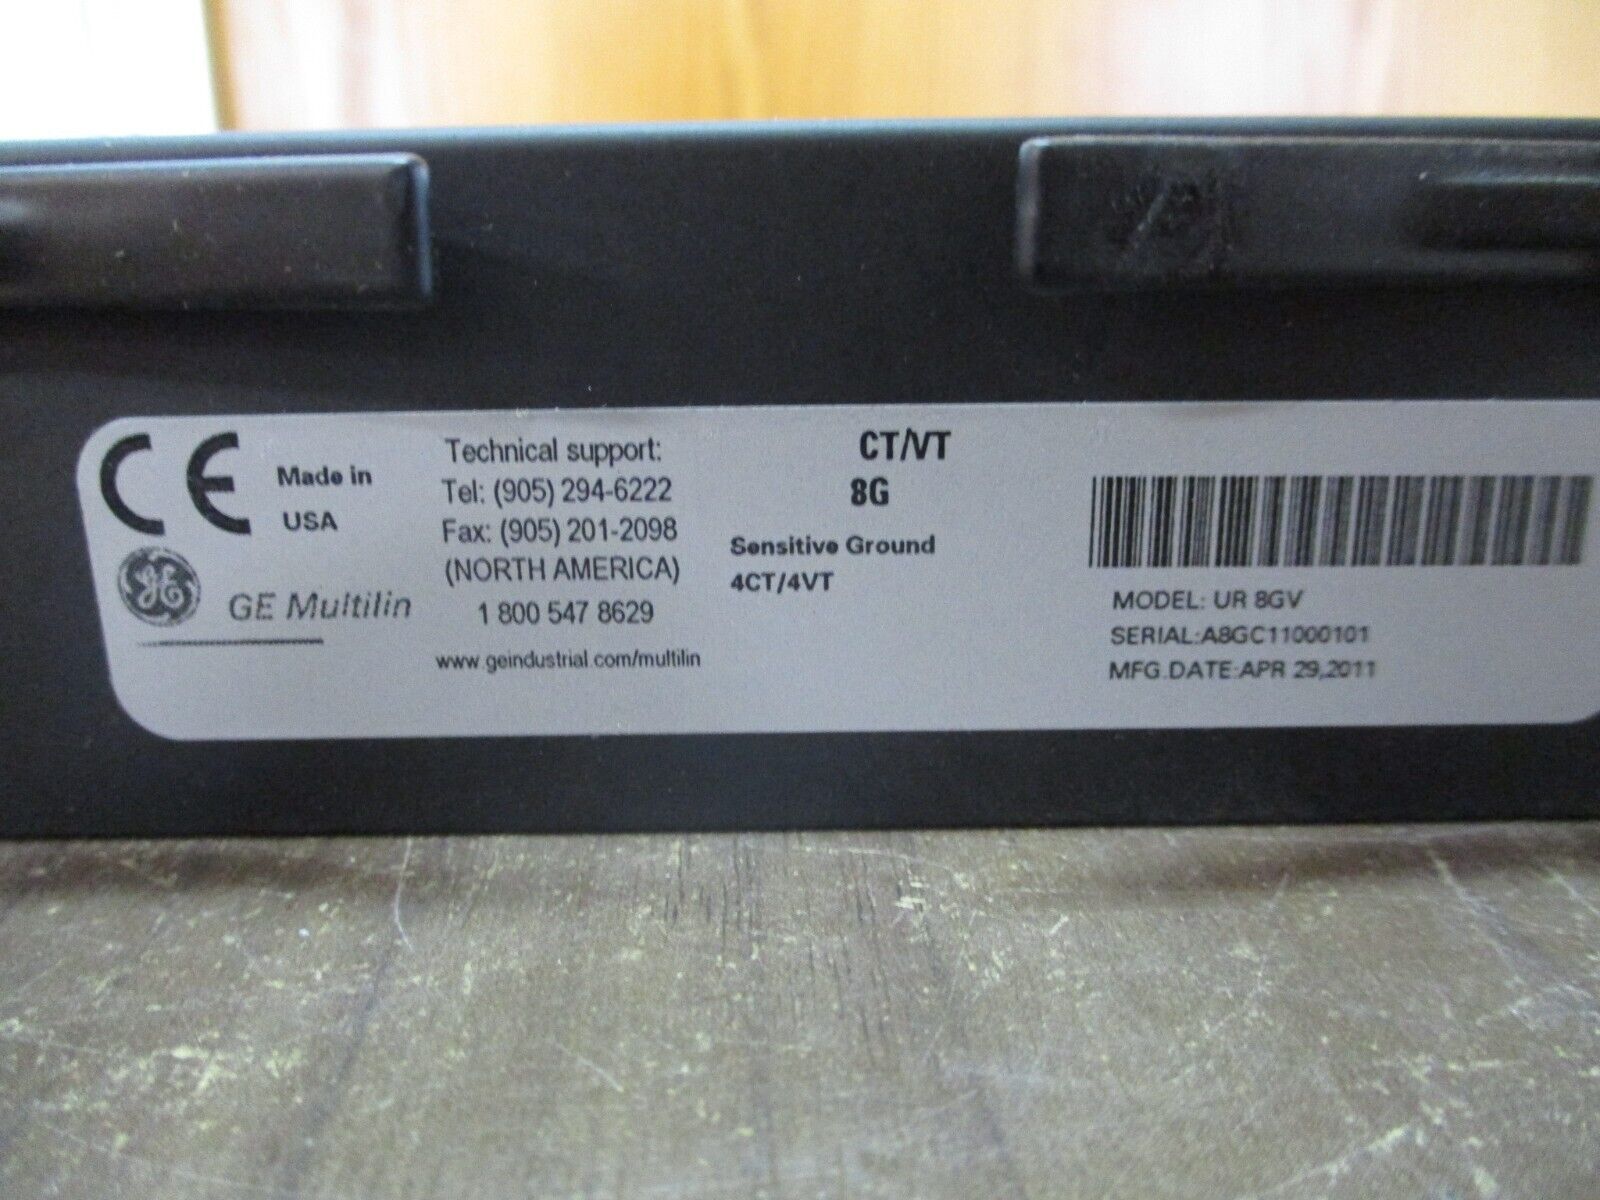 CE
Made in
USA
GE
GE Multilin
Technical support:
Tel: (905) 294-6222
Fax: (905) 201-2098
(NORTH AMERICA)
1 800 547 8629
www.geindustrial.com/multilin
CT/VT
8G
Sensitive Ground
4CT/4VT
MODEL: UR 8GV
SERIAL:A8GC11000101
MFG.DATE:APR 29,2011